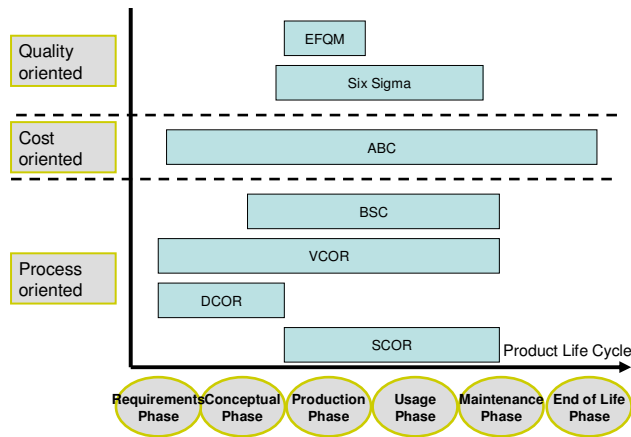 Quality
oriented
EFQM
Six Sigma
Cost
oriented
ABC
BSC
VCOR
Process
oriented
DCOR
SCOR
Product Life Cycle
Requirements
Phase
Conceptual
Phase
Production
Phase
Usage
Phase
Maintenance
Phase
End of Life
Phase